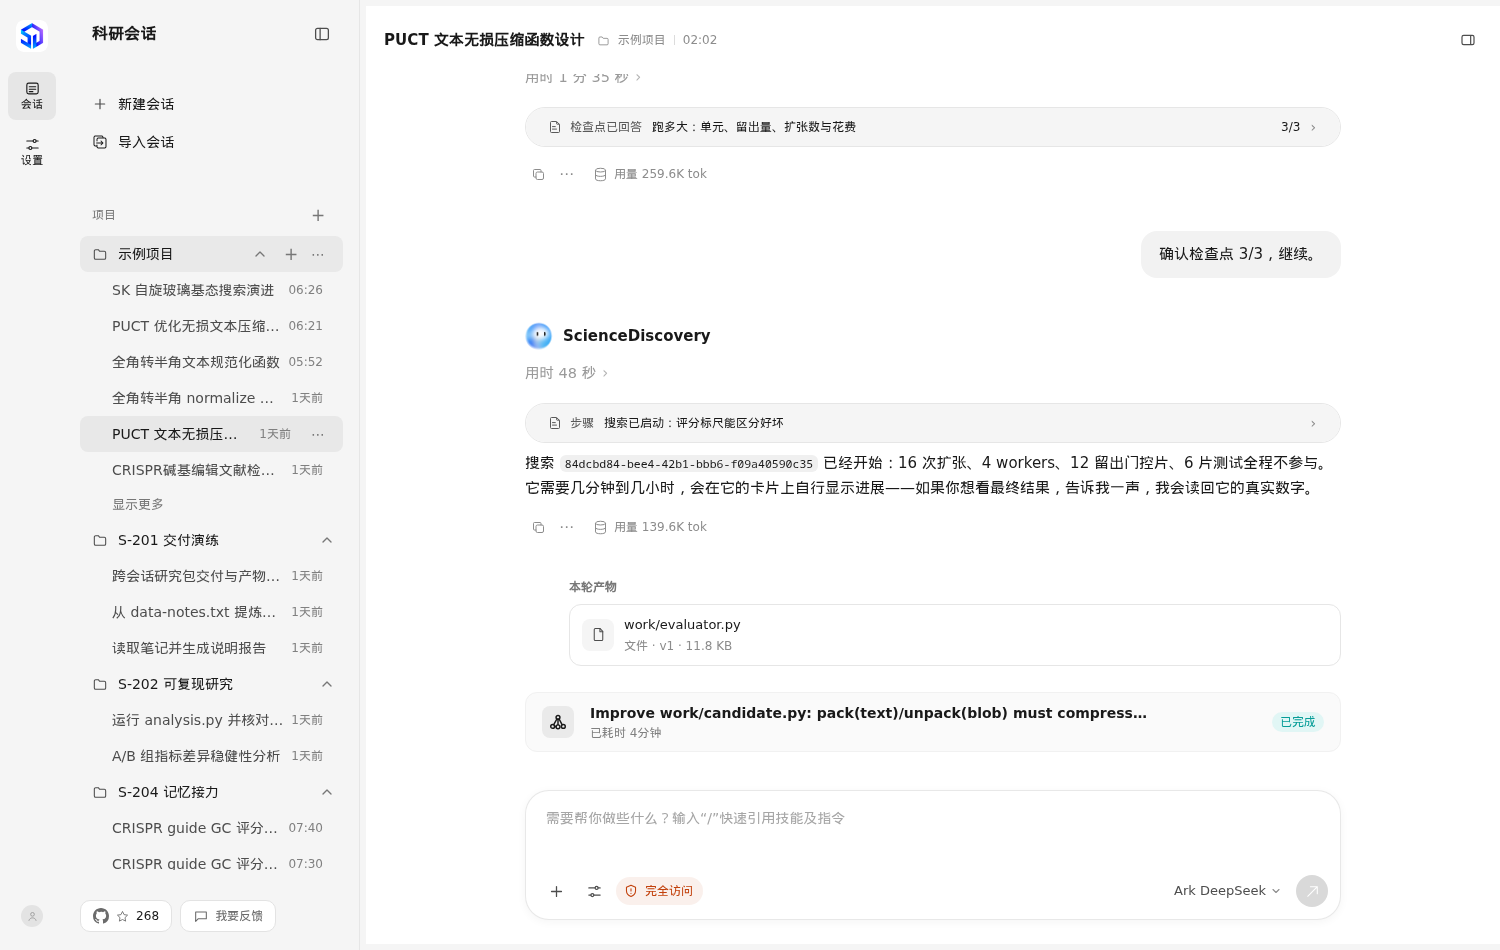 会话
设置
科研会话
新建会话
导入会话
项目
示例项目
SK 自旋玻璃基态搜索演进 06:26
PUCT 优化无损文本压缩… 06:21
全角转半角文本规范化函数 05:52
全角转半角 normalize … 1天前
PUCT 文本无损压… 1天前
CRISPR碱基编辑文献检… 1天前
显示更多
S-201 交付演练
跨会话研究包交付与产物… 1天前
从 data-notes.txt 提炼… 1天前
读取笔记并生成说明报告 1天前
S-202 可复现研究
运行 analysis.py 并核对… 1天前
A/B 组指标差异稳健性分析 1天前
S-204 记忆接力
CRISPR guide GC 评分… 07:40
CRISPR guide GC 评分… 07:30
268
我要反馈
PUCT 文本无损压缩函数设计 示例项目 02:02
用时 1 分 35 秒
检查点已回答 跑多大：单元、留出量、扩张数与花费 3/3
用量 259.6K tok
确认检查点 3/3，继续。
ScienceDiscovery
用时 48 秒
步骤 搜索已启动：评分标尺能区分好坏
搜索 84dcbd84-bee4-42b1-bbb6-f09a40590c35 已经开始：16 次扩张、4 workers、12 留出门控片、6 片测试全程不参与。
它需要几分钟到几小时，会在它的卡片上自行显示进展——如果你想看最终结果，告诉我一声，我会读回它的真实数字。
用量 139.6K tok
本轮产物
work/evaluator.py
文件 · v1 · 11.8 KB
Improve work/candidate.py: pack(text)/unpack(blob) must compress…
已耗时 4分钟
已完成
需要帮你做些什么？输入“/”快速引用技能及指令
完全访问
Ark DeepSeek